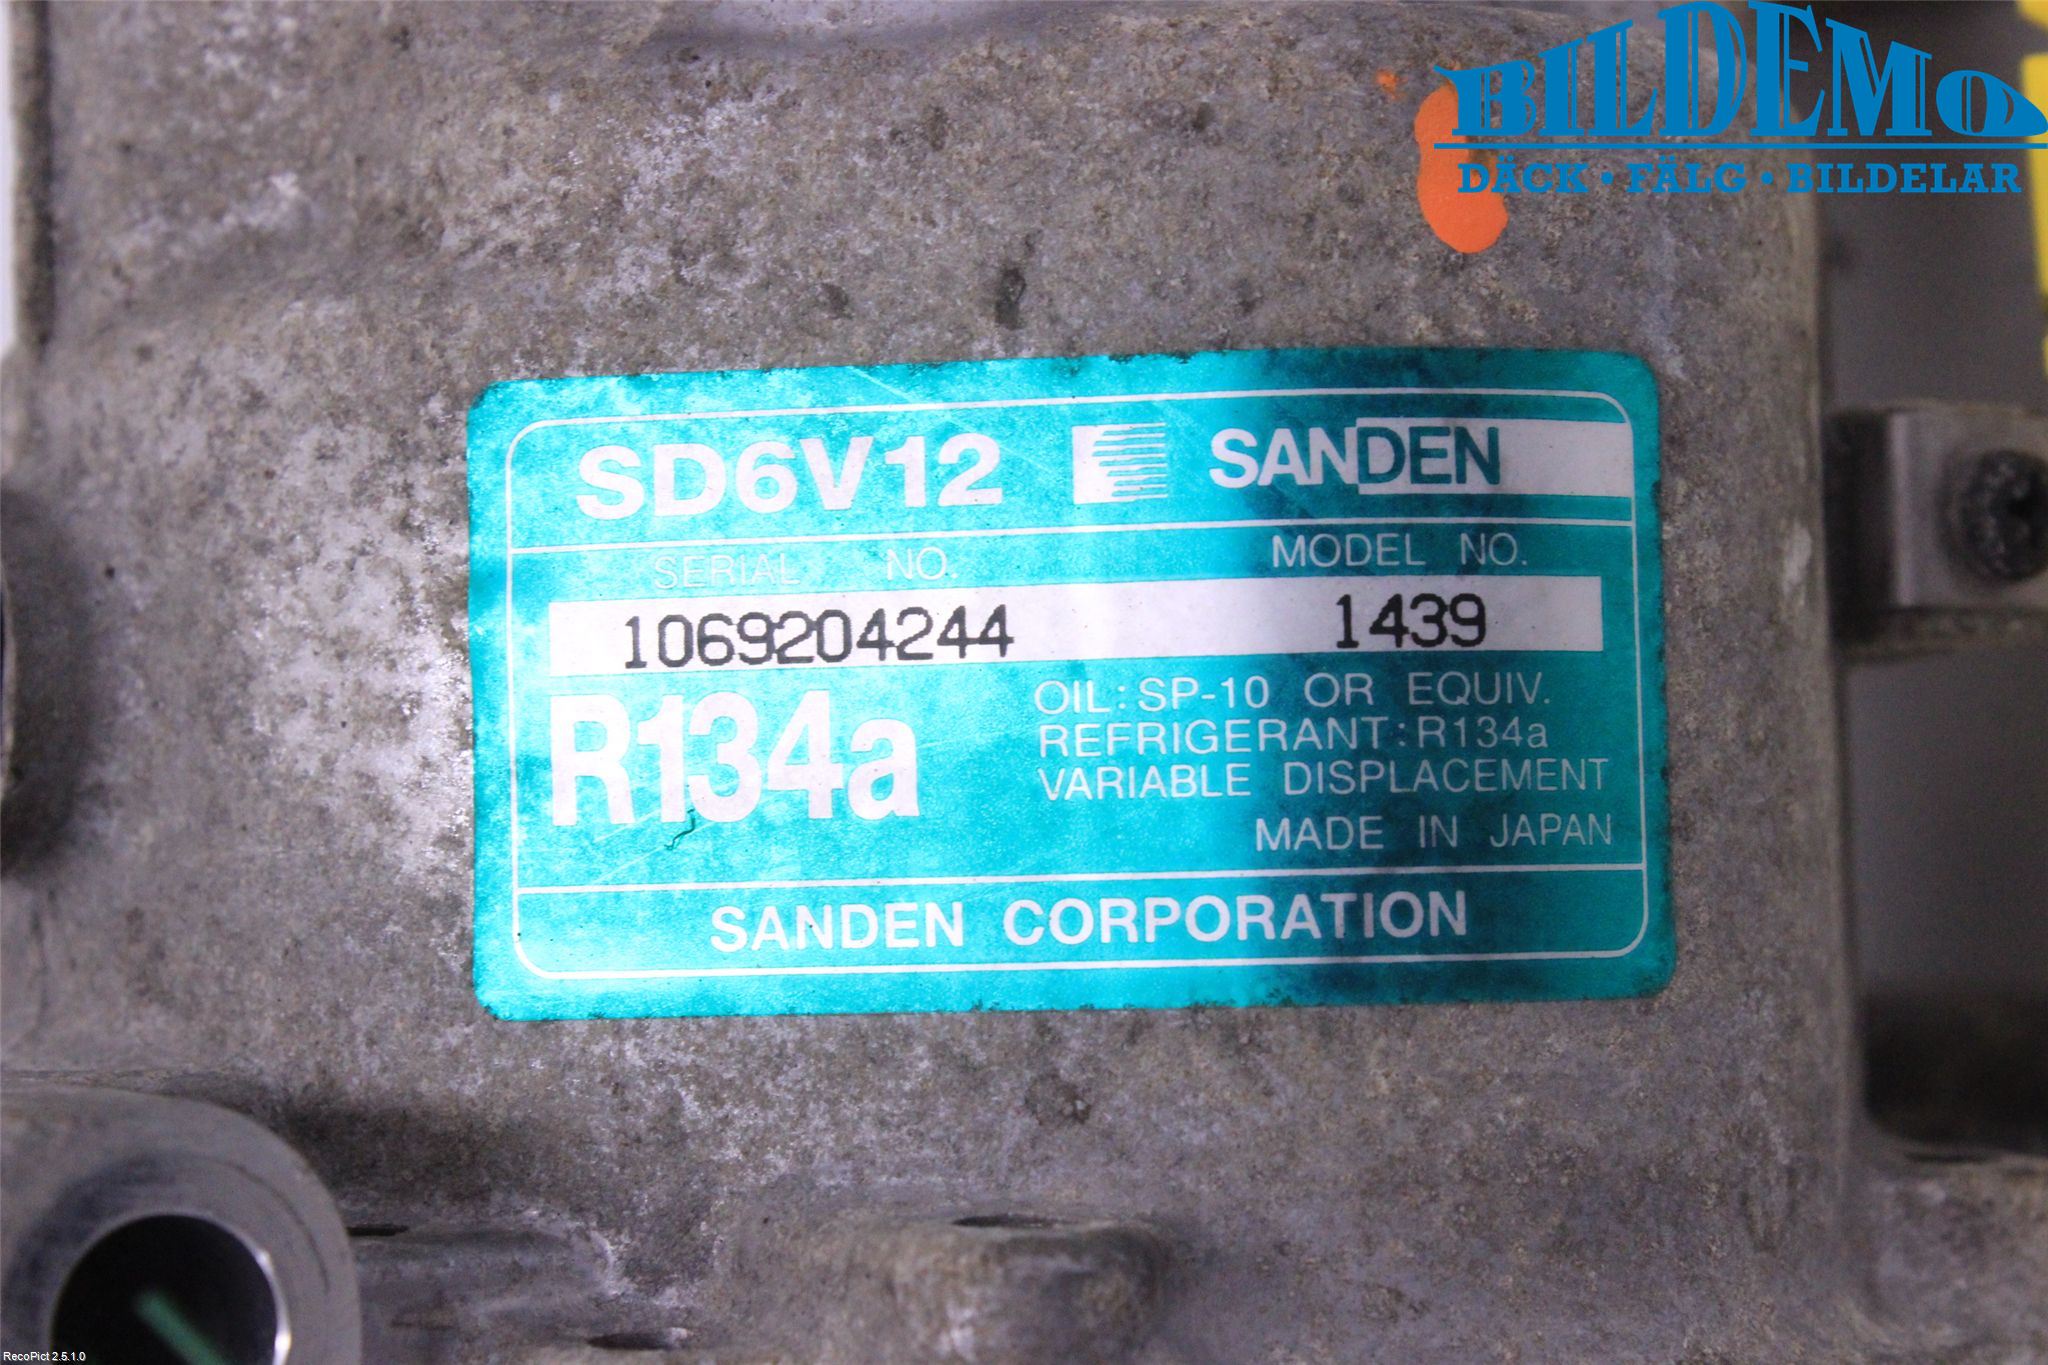 BILDEMO
DÄCK • FÄLG • BILDELAR
SD6V12 SANDEN
SERIAL NO. MODEL NO.
1069204244 1439
R134a
OIL: SP-10 OR EQUIV.
REFRIGERANT: R134a
VARIABLE DISPLACEMENT
MADE IN JAPAN
SANDEN CORPORATION
RecoPict 2.5.1.0